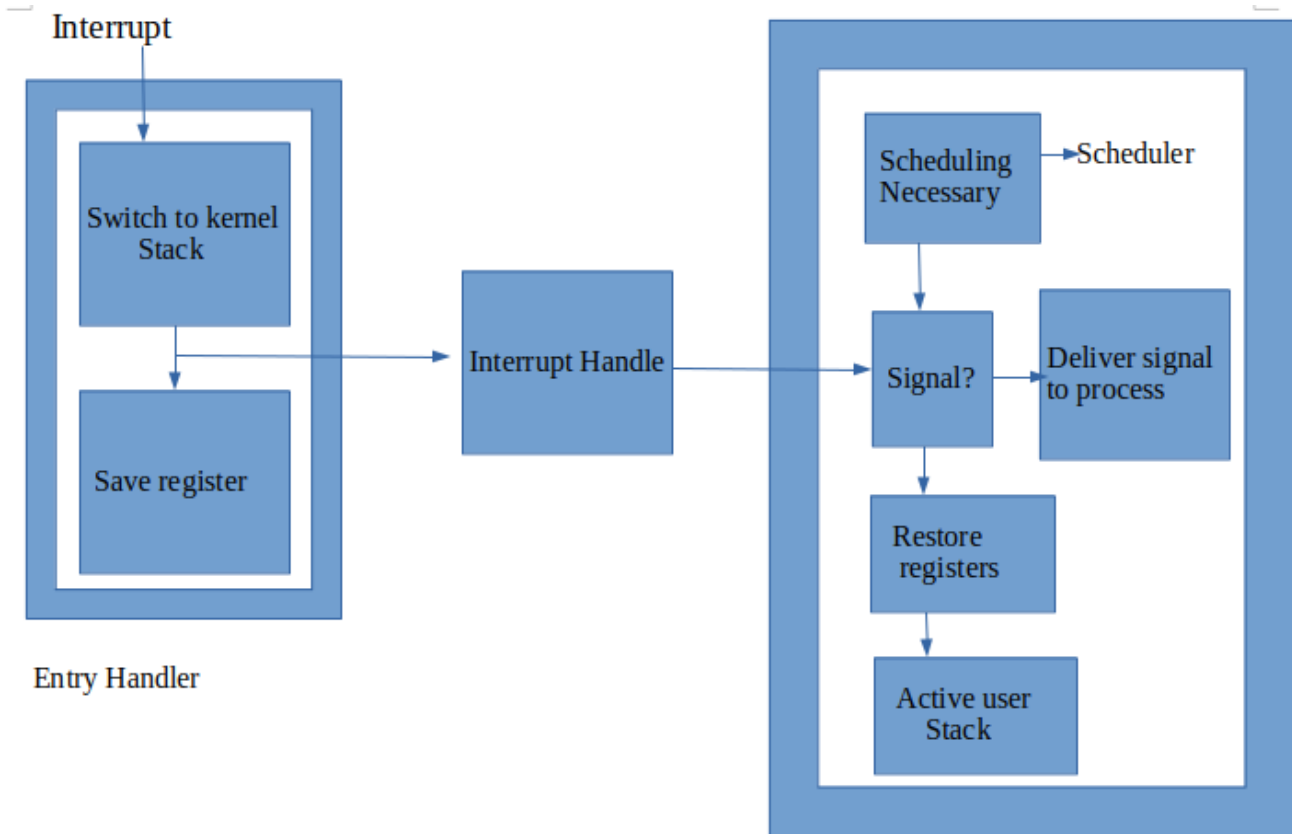 Interrupt
Switch to kernel
Stack
Save register
Entry Handler
Interrupt Handle
Scheduling
Necessary
Scheduler
Signal?
Deliver signal
to process
Restore
registers
Active user
Stack